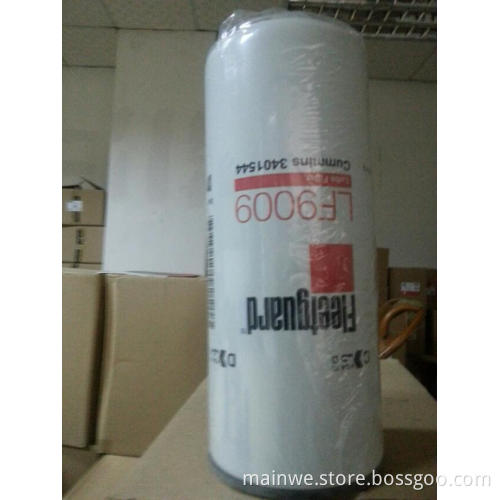 Fleetguard
LF9009
Lube Filter
Cummins 3401544
mainwe.store.bossgoo.com